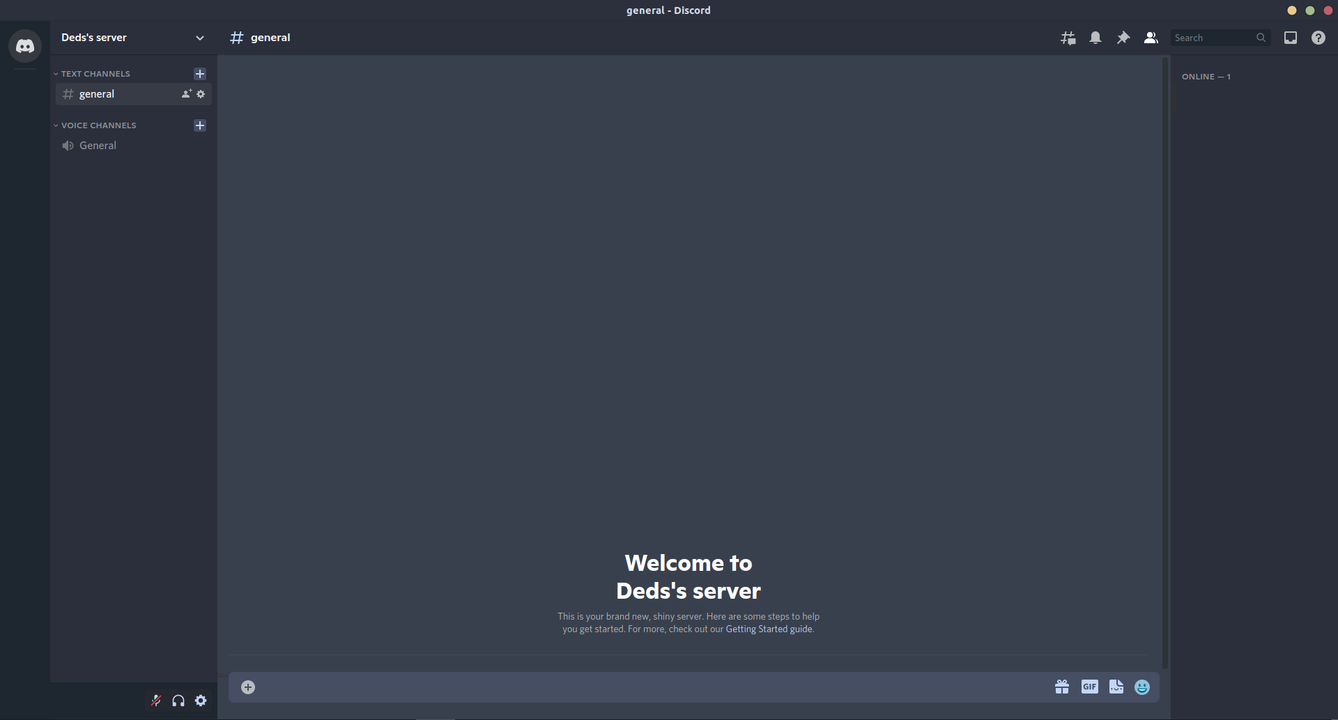 general - Discord
Deds's server
general
Search
TEXT CHANNELS
general
VOICE CHANNELS
General
ONLINE — 1
Welcome to
Deds's server
This is your brand new, shiny server. Here are some steps to help
you get started. For more, check out our Getting Started guide.
GIF